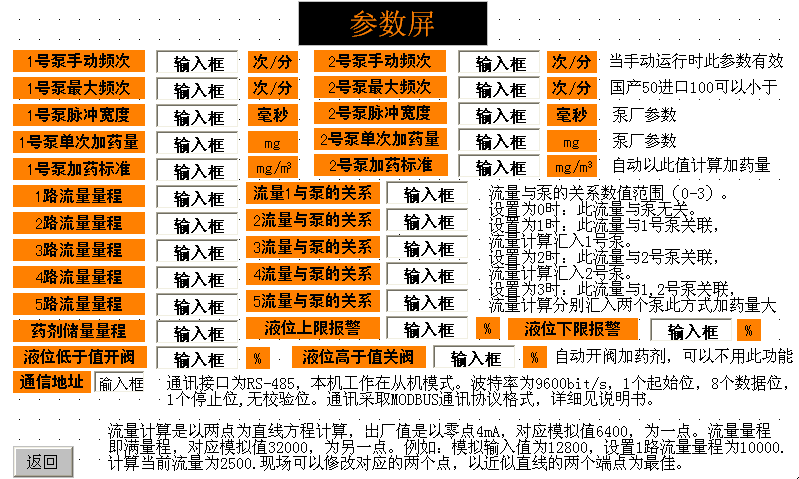 参数屏
1号泵手动频次 输入框 次/分 2号泵手动频次 输入框 次/分 当手动运行时此参数有效
1号泵最大频次 输入框 次/分 2号泵最大频次 输入框 次/分 国产50进口100可以小于
1号泵脉冲宽度 输入框 毫秒 2号泵脉冲宽度 输入框 毫秒 泵厂参数
1号泵单次加药量 输入框 mg 2号泵单次加药量 输入框 mg 泵厂参数
1号泵加药标准 输入框 mg/m³ 2号泵加药标准 输入框 mg/m³ 自动以此值计算加药量
1路流量量程 输入框 流量1与泵的关系 输入框
2路流量量程 输入框 2流量与泵的关系 输入框
3路流量量程 输入框 3流量与泵的关系 输入框
4路流量量程 输入框 4流量与泵的关系 输入框
5路流量量程 输入框 5流量与泵的关系 输入框
流量与泵的关系数值范围（0-3）。
设置为0时：此流量与泵无关。
设置为1时：此流量与1号泵关联，
流量计算汇入1号泵。
设置为2时：此流量与2号泵关联，
流量计算汇入2号泵。
设置为3时：此流量与1,2号泵关联
流量计算分别汇入两个泵此方式加药量大
药剂储量量程 输入框 液位上限报警 输入框 % 液位下限报警 输入框 %
液位低于值开阀 输入框 % 液位高于值关阀 输入框 % 自动开阀加药剂，可以不用此功能
通信地址 输入框 通讯接口为RS-485，本机工作在从机模式。波特率为9600bit/s，1个起始位，8个数据位，
1个停止位,无校验位。通讯采取MODBUS通讯协议格式，详细见说明书。
流量计算是以两点为直线方程计算，出厂值是以零点4mA，对应模拟值6400，为一点。流量量程
即满量程，对应模拟值32000，为另一点。例如：模拟输入值为12800，设置1路流量量程为10000.
计算当前流量为2500.现场可以修改对应的两个点，以近似直线的两个端点为最佳。
返回